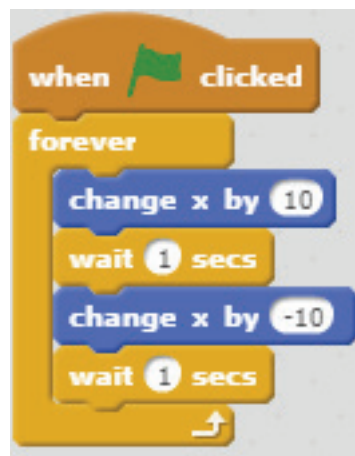 when clicked
forever
change x by 10
wait 1 secs
change x by -10
wait 1 secs